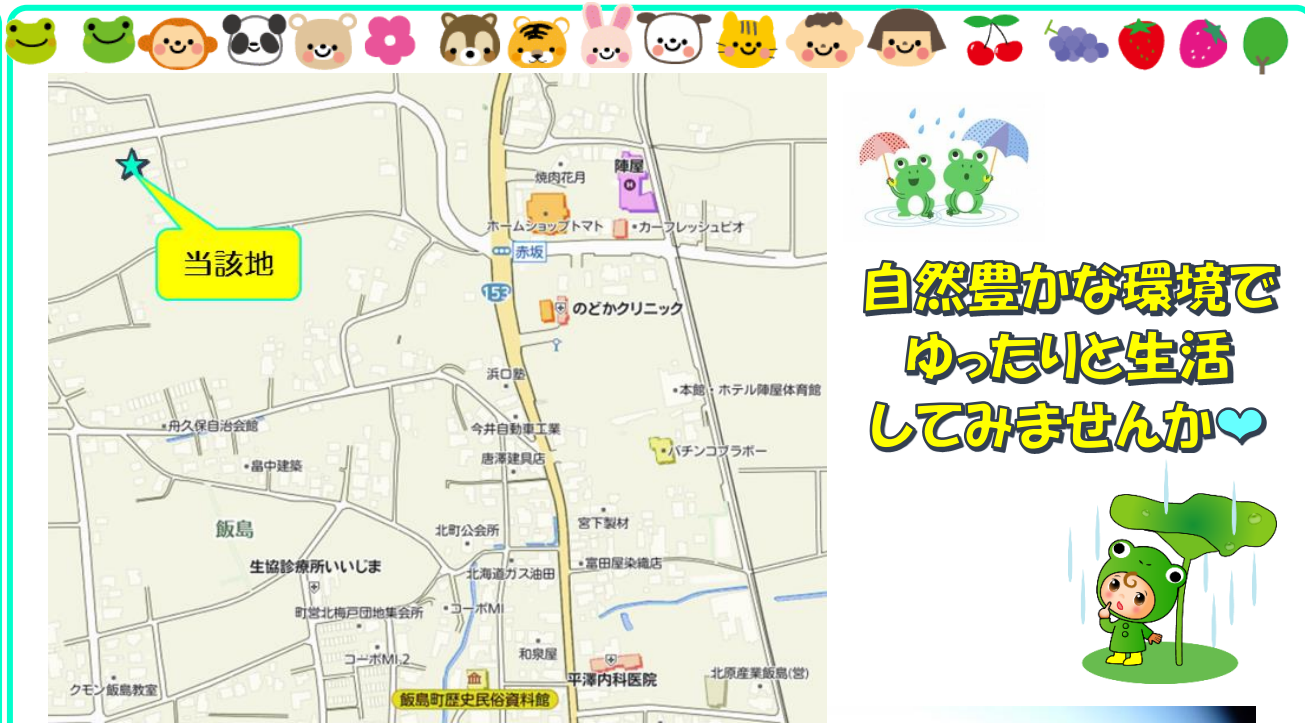 陣屋
焼肉花月
ホームショップトマト
カーフレッシュピオ
赤坂
当該地
153
のどかクリニック
自然豊かな環境で
ゆったりと生活
してみませんか
浜口塾
本館・ホテル陣屋体育館
舟久保自治会館
今井自動車工業
パチンコブラボー
唐澤建具店
畠中建築
飯島
北町公会所
宮下製材
生協診療所いいじま
北海道ガス油田
富田屋染織店
町営北梅戸団地集会所
コーポMI
コーポMI-2
和泉屋
平澤内科医院
北原産業飯島(営)
クモン飯島教室
飯島町歴史民俗資料館